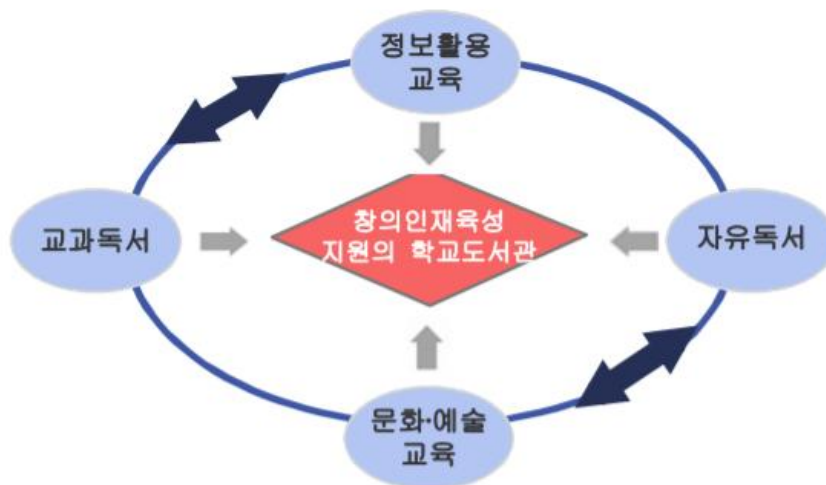 정보활용
교육
창의인재육성
지원의 학교도서관
교과독서
자유독서
문화·예술
교육